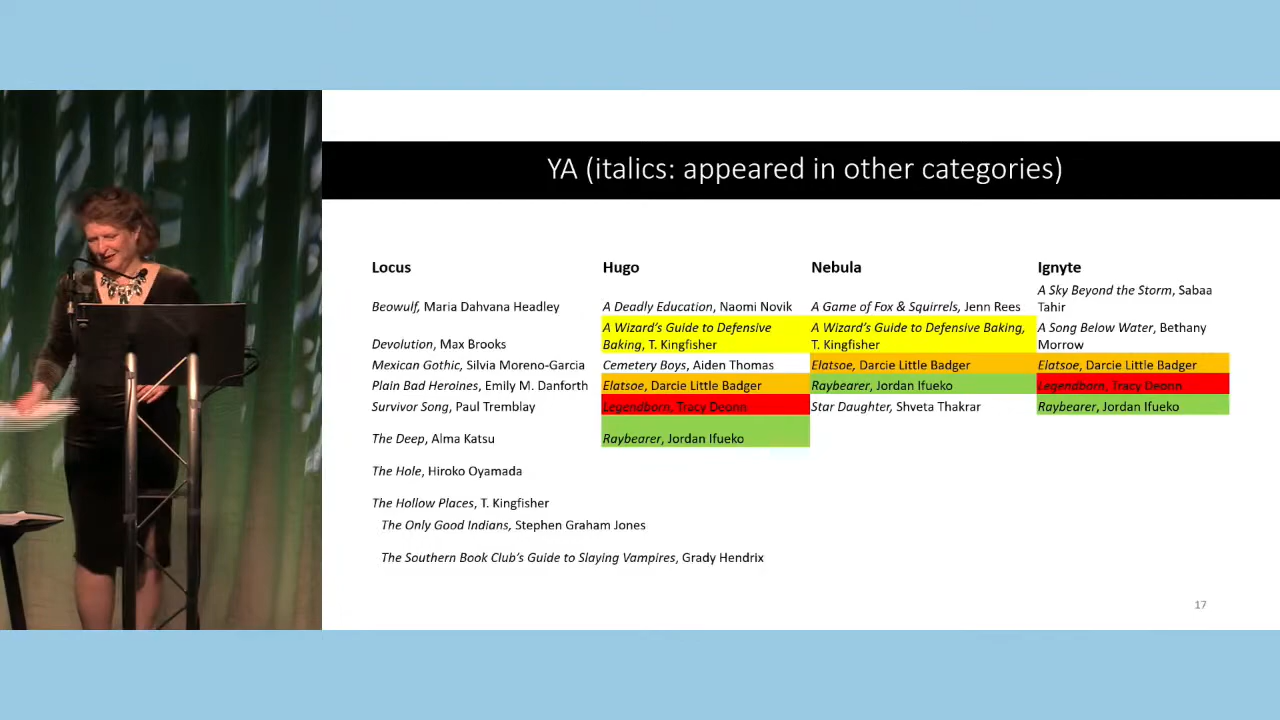 YA (italics: appeared in other categories)
Locus
Hugo
Nebula
Ignyte
Beowulf, Maria Dahvana Headley
A Deadly Education, Naomi Novik
A Game of Fox & Squirrels, Jenn Rees
A Sky Beyond the Storm, Sabaa
Tahir
Devolution, Max Brooks
A Wizard's Guide to Defensive
Baking, T. Kingfisher
A Wizard's Guide to Defensive Baking,
T. Kingfisher
A Song Below Water, Bethany
Morrow
Mexican Gothic, Silvia Moreno-Garcia
Cemetery Boys, Aiden Thomas
Elatsoe, Darcie Little Badger
Elatsoe, Darcie Little Badger
Plain Bad Heroines, Emily M. Danforth
Elatsoe, Darcie Little Badger
Raybearer, Jordan Ifueko
Legendborn, Tracy Deonn
Survivor Song, Paul Tremblay
Legendborn, Tracy Deonn
Star Daughter, Shveta Thakrar
Raybearer, Jordan Ifueko
The Deep, Alma Katsu
Raybearer, Jordan Ifueko
The Hole, Hiroko Oyamada
The Hollow Places, T. Kingfisher
The Only Good Indians, Stephen Graham Jones
The Southern Book Club's Guide to Slaying Vampires, Grady Hendrix
17